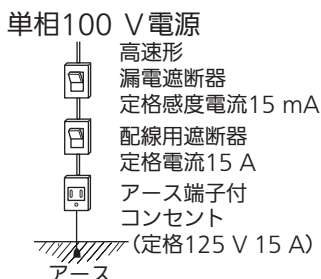 単相100 V電源
高速形
漏電遮断器
定格感度電流15 mA
配線用遮断器
定格電流15 A
アース端子付
コンセント
(定格125 V 15 A)
アース